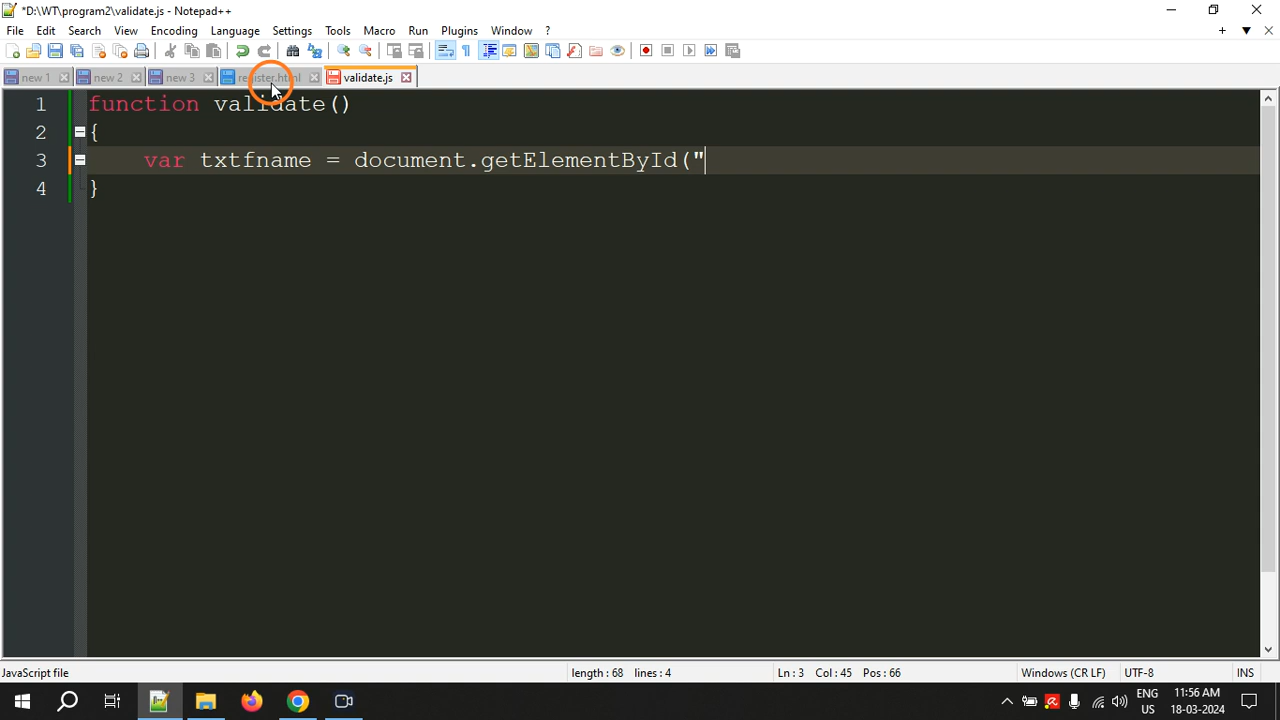 *D:\WT\program2\validate.js - Notepad++
File Edit Search View Encoding Language Settings Tools Macro Run Plugins Window ?
new 1 new 2 new 3 register.html validate.js
1 function validate()
2 {
3 var txtfname = document.getElementById("
4 }
JavaScript file length : 68 lines : 4 Ln : 3 Col : 45 Pos : 66 Windows (CR LF) UTF-8 INS
ENG 11:56 AM
US 18-03-2024